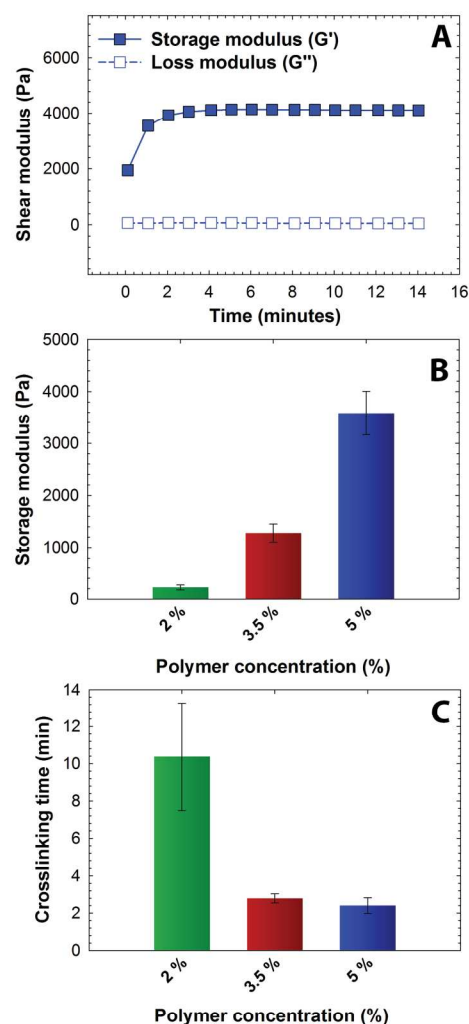 A
Storage modulus (G')
Loss modulus (G")
Shear modulus (Pa)
6000
4000
2000
0
0 2 4 6 8 10 12 14 16
Time (minutes)
B
Storage modulus (Pa)
5000
4000
3000
2000
1000
0
2 % 3.5 % 5 %
Polymer concentration (%)
C
Crosslinking time (min)
14
12
10
8
6
4
2
0
2 % 3.5 % 5 %
Polymer concentration (%)